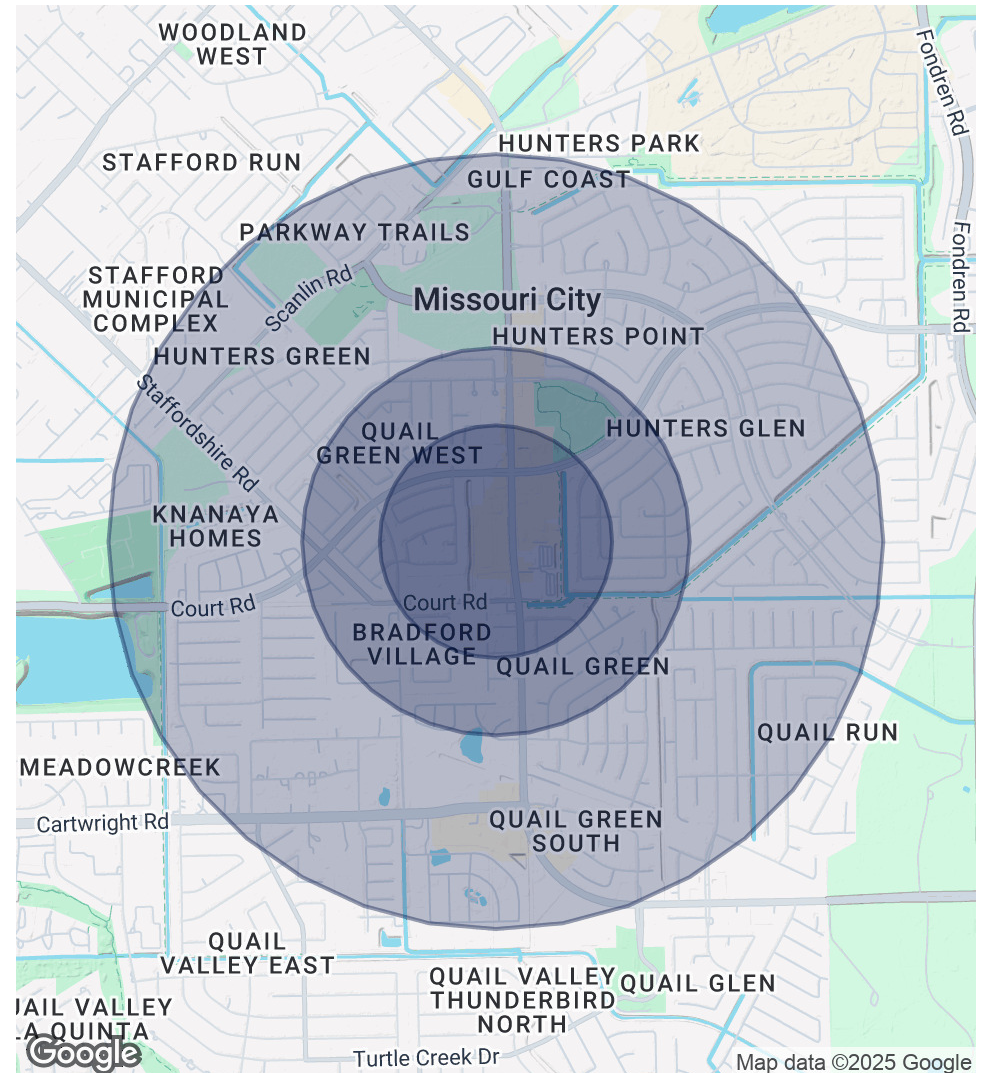 WOODLAND
WEST
Fondren Rd
HUNTERS PARK
STAFFORD RUN
GULF COAST
PARKWAY TRAILS
Fondren Rd
STAFFORD
MUNICIPAL
COMPLEX
Scanlin Rd
Missouri City
HUNTERS POINT
HUNTERS GREEN
Staffordshire Rd
QUAIL
GREEN WEST
HUNTERS GLEN
KNANAYA
HOMES
Court Rd
Court Rd
BRADFORD
VILLAGE
QUAIL GREEN
QUAIL RUN
MEADOWCREEK
Cartwright Rd
QUAIL GREEN
SOUTH
QUAIL
VALLEY EAST
QUAIL VALLEY
THUNDERBIRD
NORTH
QUAIL GLEN
UAIL VALLEY
LA QUINTA
Google
Turtle Creek Dr
Map data ©2025 Google